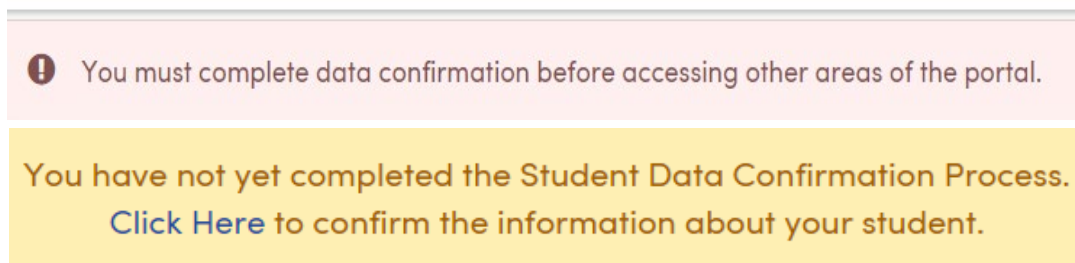 You must complete data confirmation before accessing other areas of the portal.
You have not yet completed the Student Data Confirmation Process.
Click Here to confirm the information about your student.